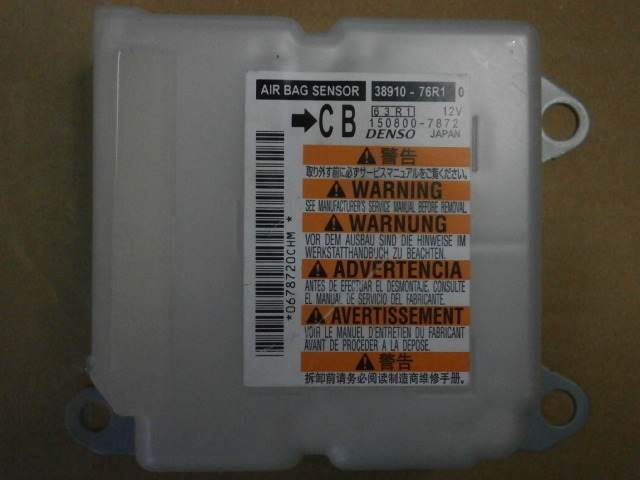 AIR BAG SENSOR 38910 - 76R1 0
63R1 12V
➡CB 150800-7872
DENSO JAPAN
警告
取り外す前に必ずサービスマニュアルをご覧ください。
WARNING
SEE MANUFACTURER'S SERVICE MANUAL BEFORE REMOVAL.
WARNUNG
VOR DEM AUSBAU SIND DIE HINWEISE IM
WERKSTATTHANDBUCH ZU BEACHTEN.
ADVERTENCIA
ANTES DE EFECTUAR EL DESMONTAJE, CONSULTE
EL MANUAL DE SERVICIO DEL FABRICANTE.
AVERTISSEMENT
VOIR LE MANUEL D'ENTRETIEN DU FABRICANT
AVANT DE PROCEDER A LA DEPOSE.
警告
拆卸前请务必阅读制造商维修手册。
*0678720CHM*